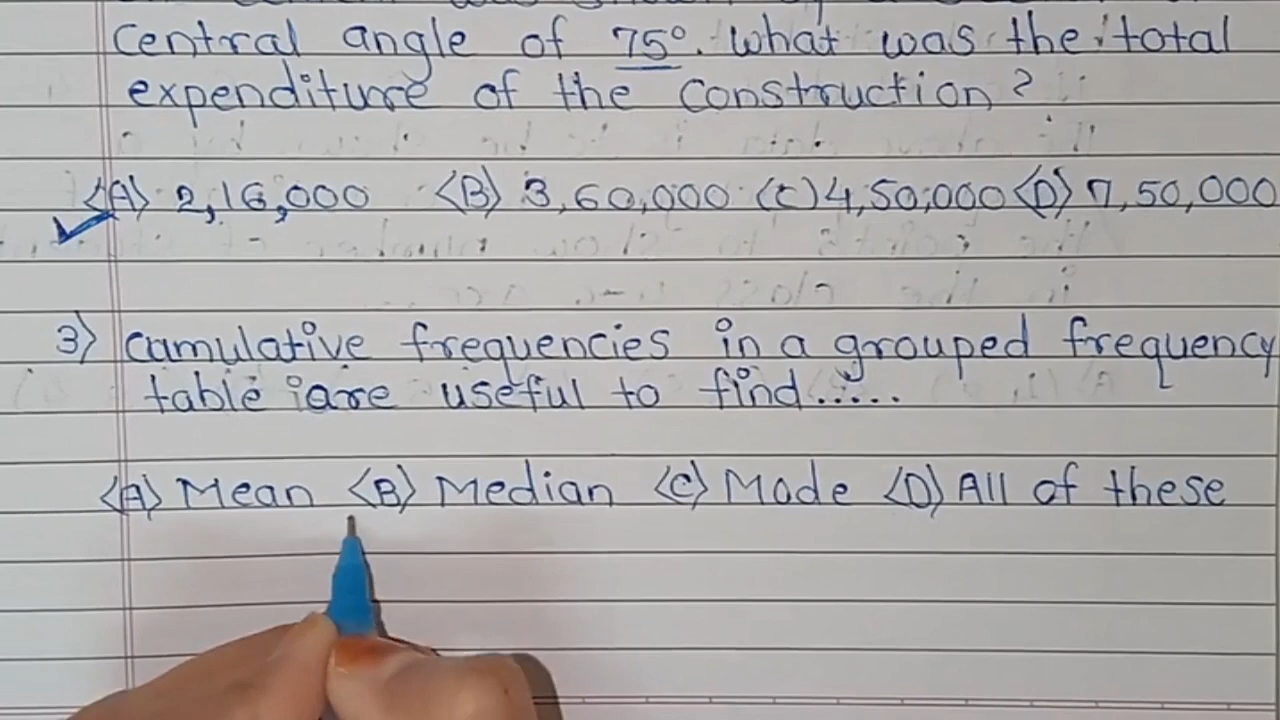 central angle of 75°. What was the total
expenditure of the construction?
<A> 2,16,000 <B> 3,60,000 (C) 4,50,000 <D> 7,50,000
3) Cumulative frequencies in a grouped frequency
table are useful to find.....
<A> Mean <B> Median <C> Mode <D> All of these